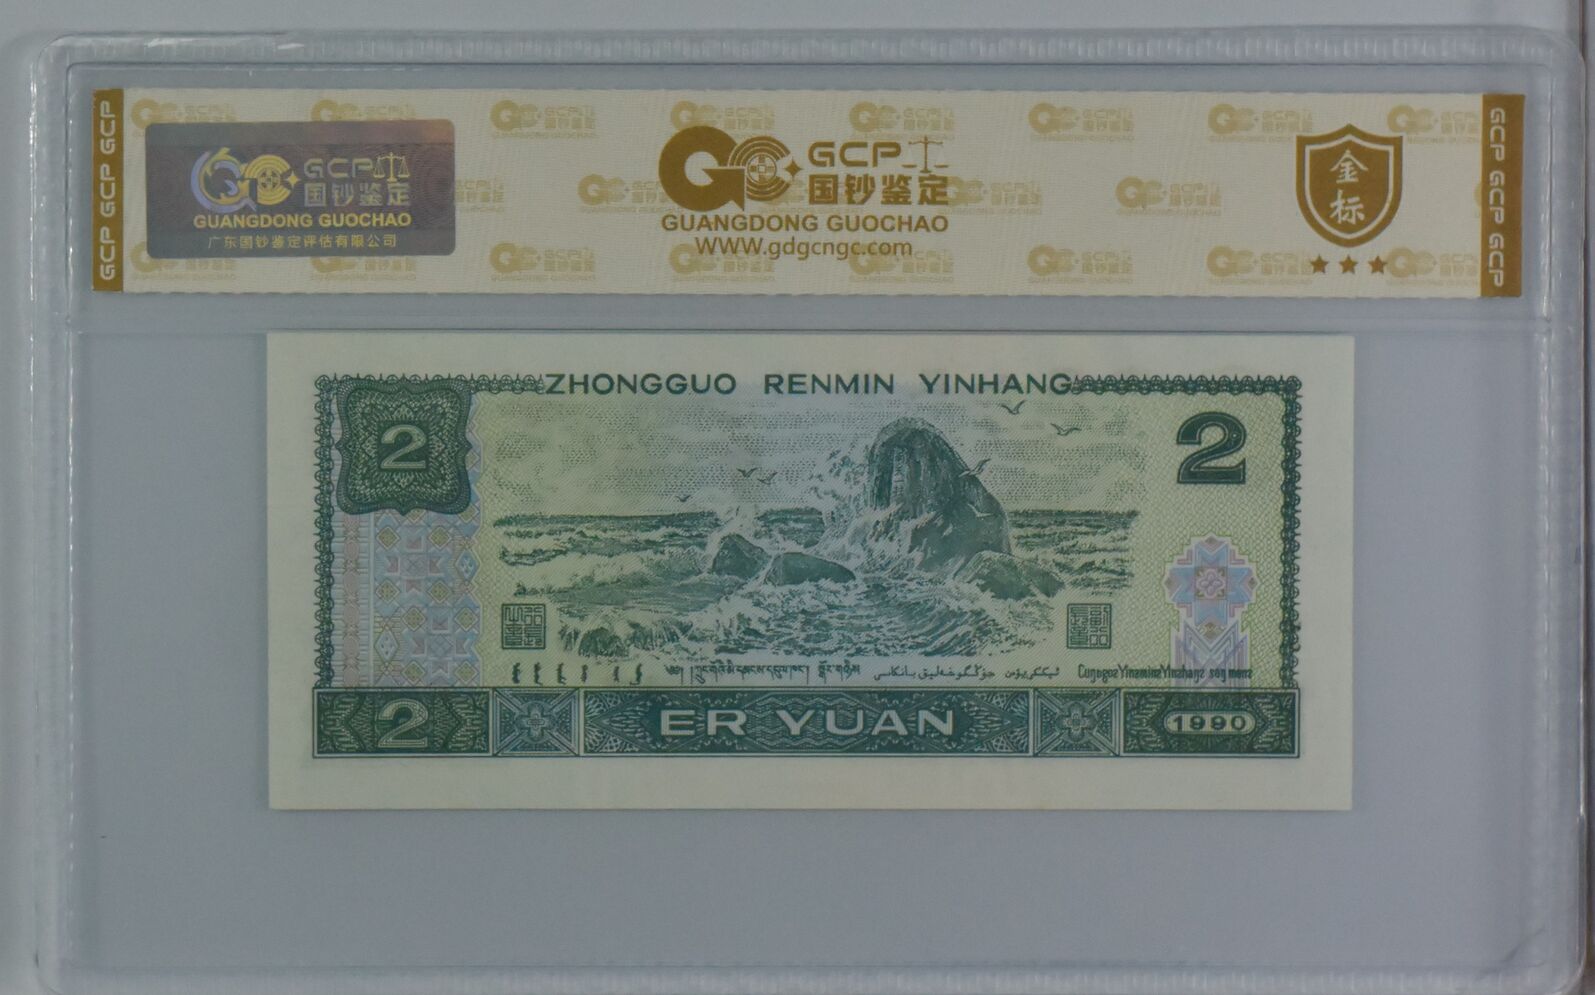 GCP GCP GCP
GCP
国钞鉴定
GUANGDONG GUOCHAO
广东国钞鉴定评估有限公司
GCP
国钞鉴定
GUANGDONG GUOCHAO
WWW.gdgcngc.com
金
标
GCP GCP GCP
ZHONGGUO RENMIN YINHANG
2
2
2
ER YUAN
1990